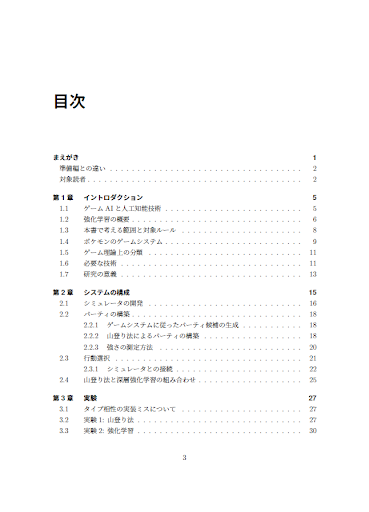 目次
まえがき 1
準備編との違い . . . . . . . . . . . . . . . . . . . . . . . . . . . . . . . . . . 2
対象読者 . . . . . . . . . . . . . . . . . . . . . . . . . . . . . . . . . . . . . . 2
第1章 イントロダクション 5
1.1 ゲーム AI と人工知能技術 . . . . . . . . . . . . . . . . . . . . . . . . . 5
1.2 強化学習の概要 . . . . . . . . . . . . . . . . . . . . . . . . . . . . . . 6
1.3 本書で考える範囲と対象ルール . . . . . . . . . . . . . . . . . . . . . . 8
1.4 ポケモンのゲームシステム . . . . . . . . . . . . . . . . . . . . . . . . . 9
1.5 ゲーム理論上の分類 . . . . . . . . . . . . . . . . . . . . . . . . . . . . 11
1.6 必要な技術 . . . . . . . . . . . . . . . . . . . . . . . . . . . . . . . . 11
1.7 研究の意義 . . . . . . . . . . . . . . . . . . . . . . . . . . . . . . . . 13
第2章 システムの構成 15
2.1 シミュレータの開発 . . . . . . . . . . . . . . . . . . . . . . . . . . . . 16
2.2 パーティの構築 . . . . . . . . . . . . . . . . . . . . . . . . . . . . . . 18
2.2.1 ゲームシステムに従ったパーティ候補の生成 . . . . . . . . . . . 18
2.2.2 山登り法によるパーティの構築 . . . . . . . . . . . . . . . . . . 18
2.2.3 強さの測定方法 . . . . . . . . . . . . . . . . . . . . . . . . . . 20
2.3 行動選択 . . . . . . . . . . . . . . . . . . . . . . . . . . . . . . . . . . 21
2.3.1 シミュレータとの接続 . . . . . . . . . . . . . . . . . . . . . . . 22
2.4 山登り法と深層強化学習の組み合わせ . . . . . . . . . . . . . . . . . . . 25
第3章 実験 27
3.1 タイプ相性の実装ミスについて . . . . . . . . . . . . . . . . . . . . . . 27
3.2 実験 1: 山登り法 . . . . . . . . . . . . . . . . . . . . . . . . . . . . . 27
3.3 実験 2: 強化学習 . . . . . . . . . . . . . . . . . . . . . . . . . . . . . 30
3